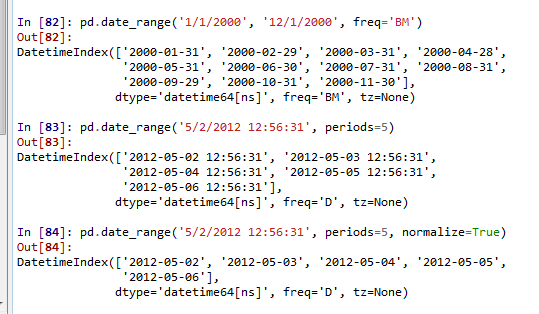 In [82]: pd.date_range('1/1/2000', '12/1/2000', freq='BM')
Out[82]:
DatetimeIndex(['2000-01-31', '2000-02-29', '2000-03-31', '2000-04-28',
               '2000-05-31', '2000-06-30', '2000-07-31', '2000-08-31',
               '2000-09-29', '2000-10-31', '2000-11-30'],
              dtype='datetime64[ns]', freq='BM', tz=None)
In [83]: pd.date_range('5/2/2012 12:56:31', periods=5)
Out[83]:
DatetimeIndex(['2012-05-02 12:56:31', '2012-05-03 12:56:31',
               '2012-05-04 12:56:31', '2012-05-05 12:56:31',
               '2012-05-06 12:56:31'],
              dtype='datetime64[ns]', freq='D', tz=None)
In [84]: pd.date_range('5/2/2012 12:56:31', periods=5, normalize=True)
Out[84]:
DatetimeIndex(['2012-05-02', '2012-05-03', '2012-05-04', '2012-05-05',
               '2012-05-06'],
              dtype='datetime64[ns]', freq='D', tz=None)